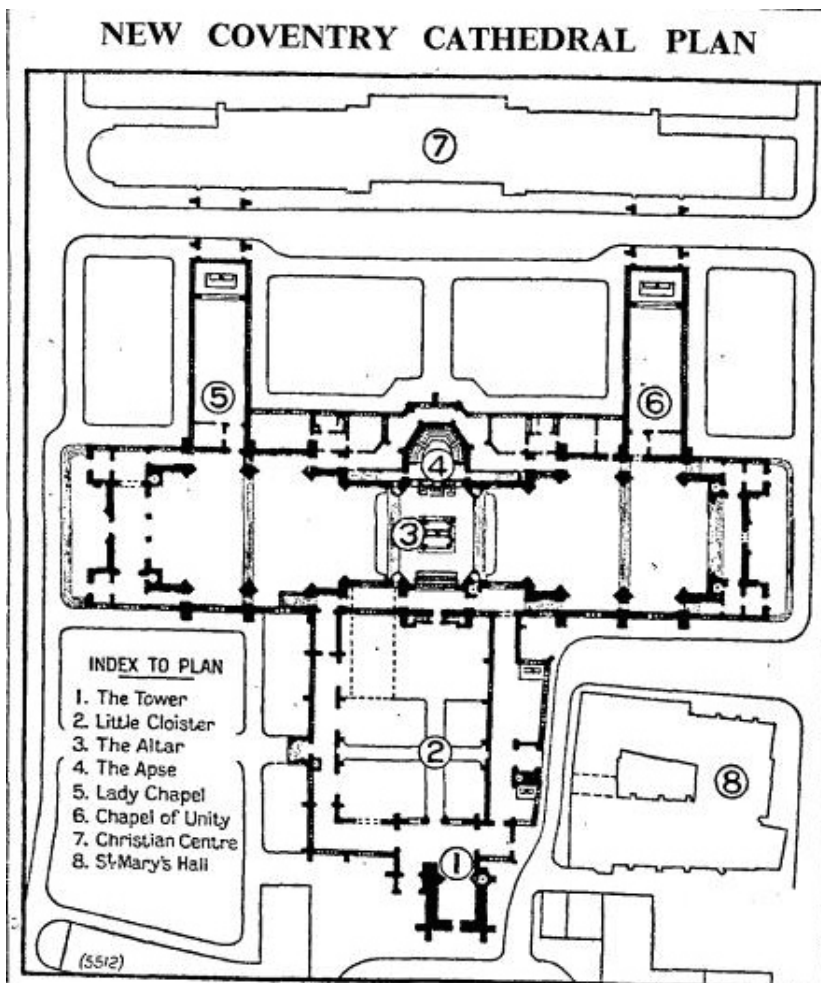 NEW COVENTRY CATHEDRAL PLAN
7
5
6
4
3
INDEX TO PLAN
1. The Tower
2. Little Cloister
3. The Altar
4. The Apse
5. Lady Chapel
6. Chapel of Unity
7. Christian Centre
8. St. Mary's Hall
2
8
1
(5512)